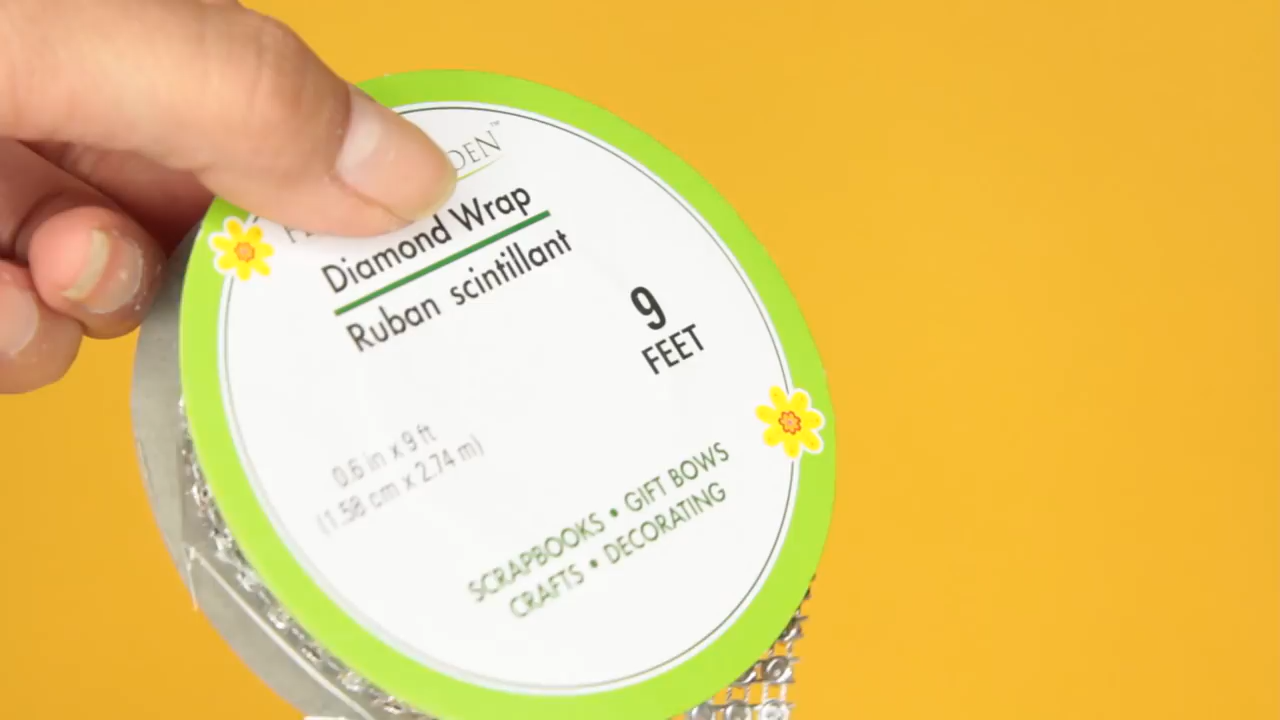 Diamond Wrap
Ruban scintillant
9
FEET
0.6 in x 9 ft
(1.58 cm x 2.74 m)
SCRAPBOOKS • GIFT BOWS
CRAFTS • DECORATING